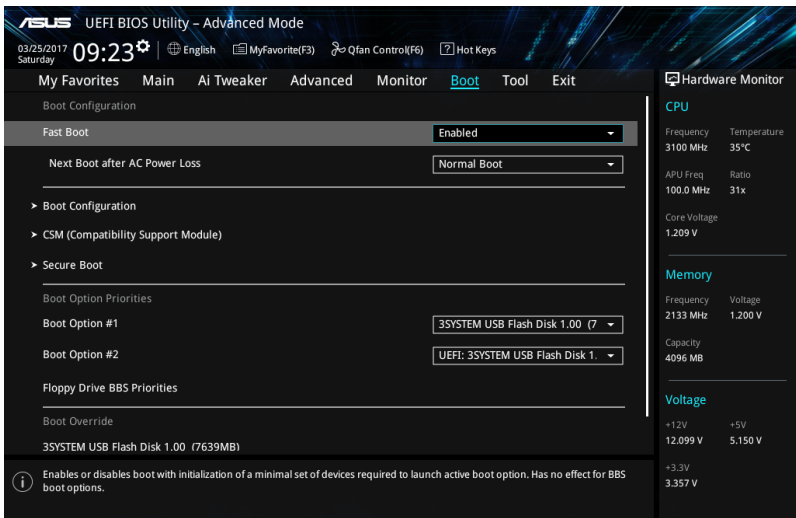 ASUS UEFI BIOS Utility – Advanced Mode
03/25/2017 Saturday 09:23 English MyFavorite(F3) Qfan Control(F6) ? Hot Keys
My Favorites Main Ai Tweaker Advanced Monitor Boot Tool Exit
Boot Configuration
Fast Boot Enabled
Next Boot after AC Power Loss Normal Boot
> Boot Configuration
> CSM (Compatibility Support Module)
> Secure Boot
Boot Option Priorities
Boot Option #1 3SYSTEM USB Flash Disk 1.00 (7
Boot Option #2 UEFI: 3SYSTEM USB Flash Disk 1.
Floppy Drive BBS Priorities
Boot Override
3SYSTEM USB Flash Disk 1.00 (7639MB)
i Enables or disables boot with initialization of a minimal set of devices required to launch active boot option. Has no effect for BBS
boot options.
Hardware Monitor
CPU
Frequency Temperature
3100 MHz 35°C
APU Freq Ratio
100.0 MHz 31x
Core Voltage
1.209 V
Memory
Frequency Voltage
2133 MHz 1.200 V
Capacity
4096 MB
Voltage
+12V +5V
12.099 V 5.150 V
+3.3V
3.357 V